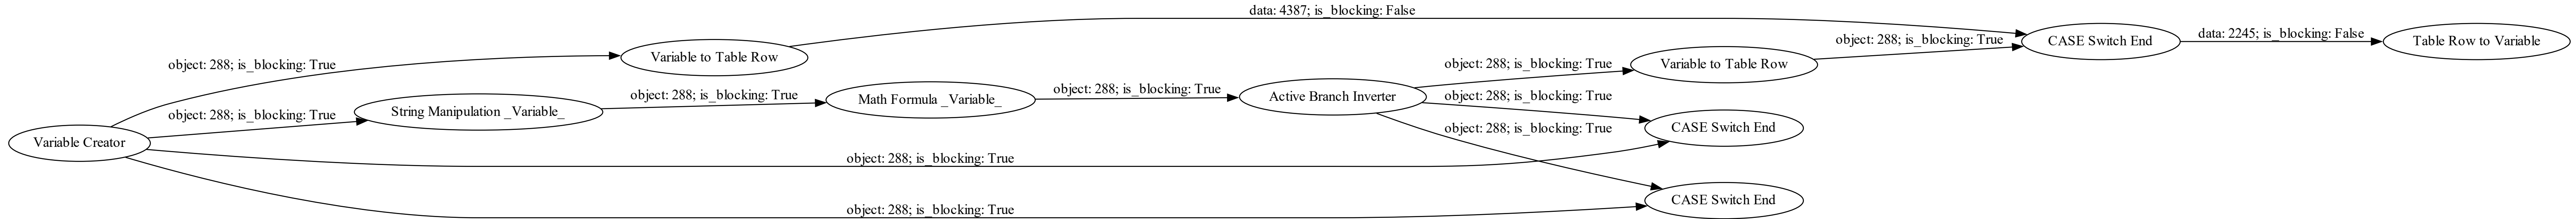 data: 4387; is_blocking: False
data: 2245; is_blocking: False
CASE Switch End
Table Row to Variable
object: 288; is_blocking: True
Variable to Table Row
object: 288; is_blocking: True
object: 288; is_blocking: True
Variable to Table Row
object: 288; is_blocking: True
object: 288; is_blocking: True
object: 288; is_blocking: True
Active Branch Inverter
object: 288; is_blocking: True
Math Formula _Variable_
object: 288; is_blocking: True
String Manipulation _Variable_
object: 288; is_blocking: True
CASE Switch End
Variable Creator
object: 288; is_blocking: True
CASE Switch End
object: 288; is_blocking: True